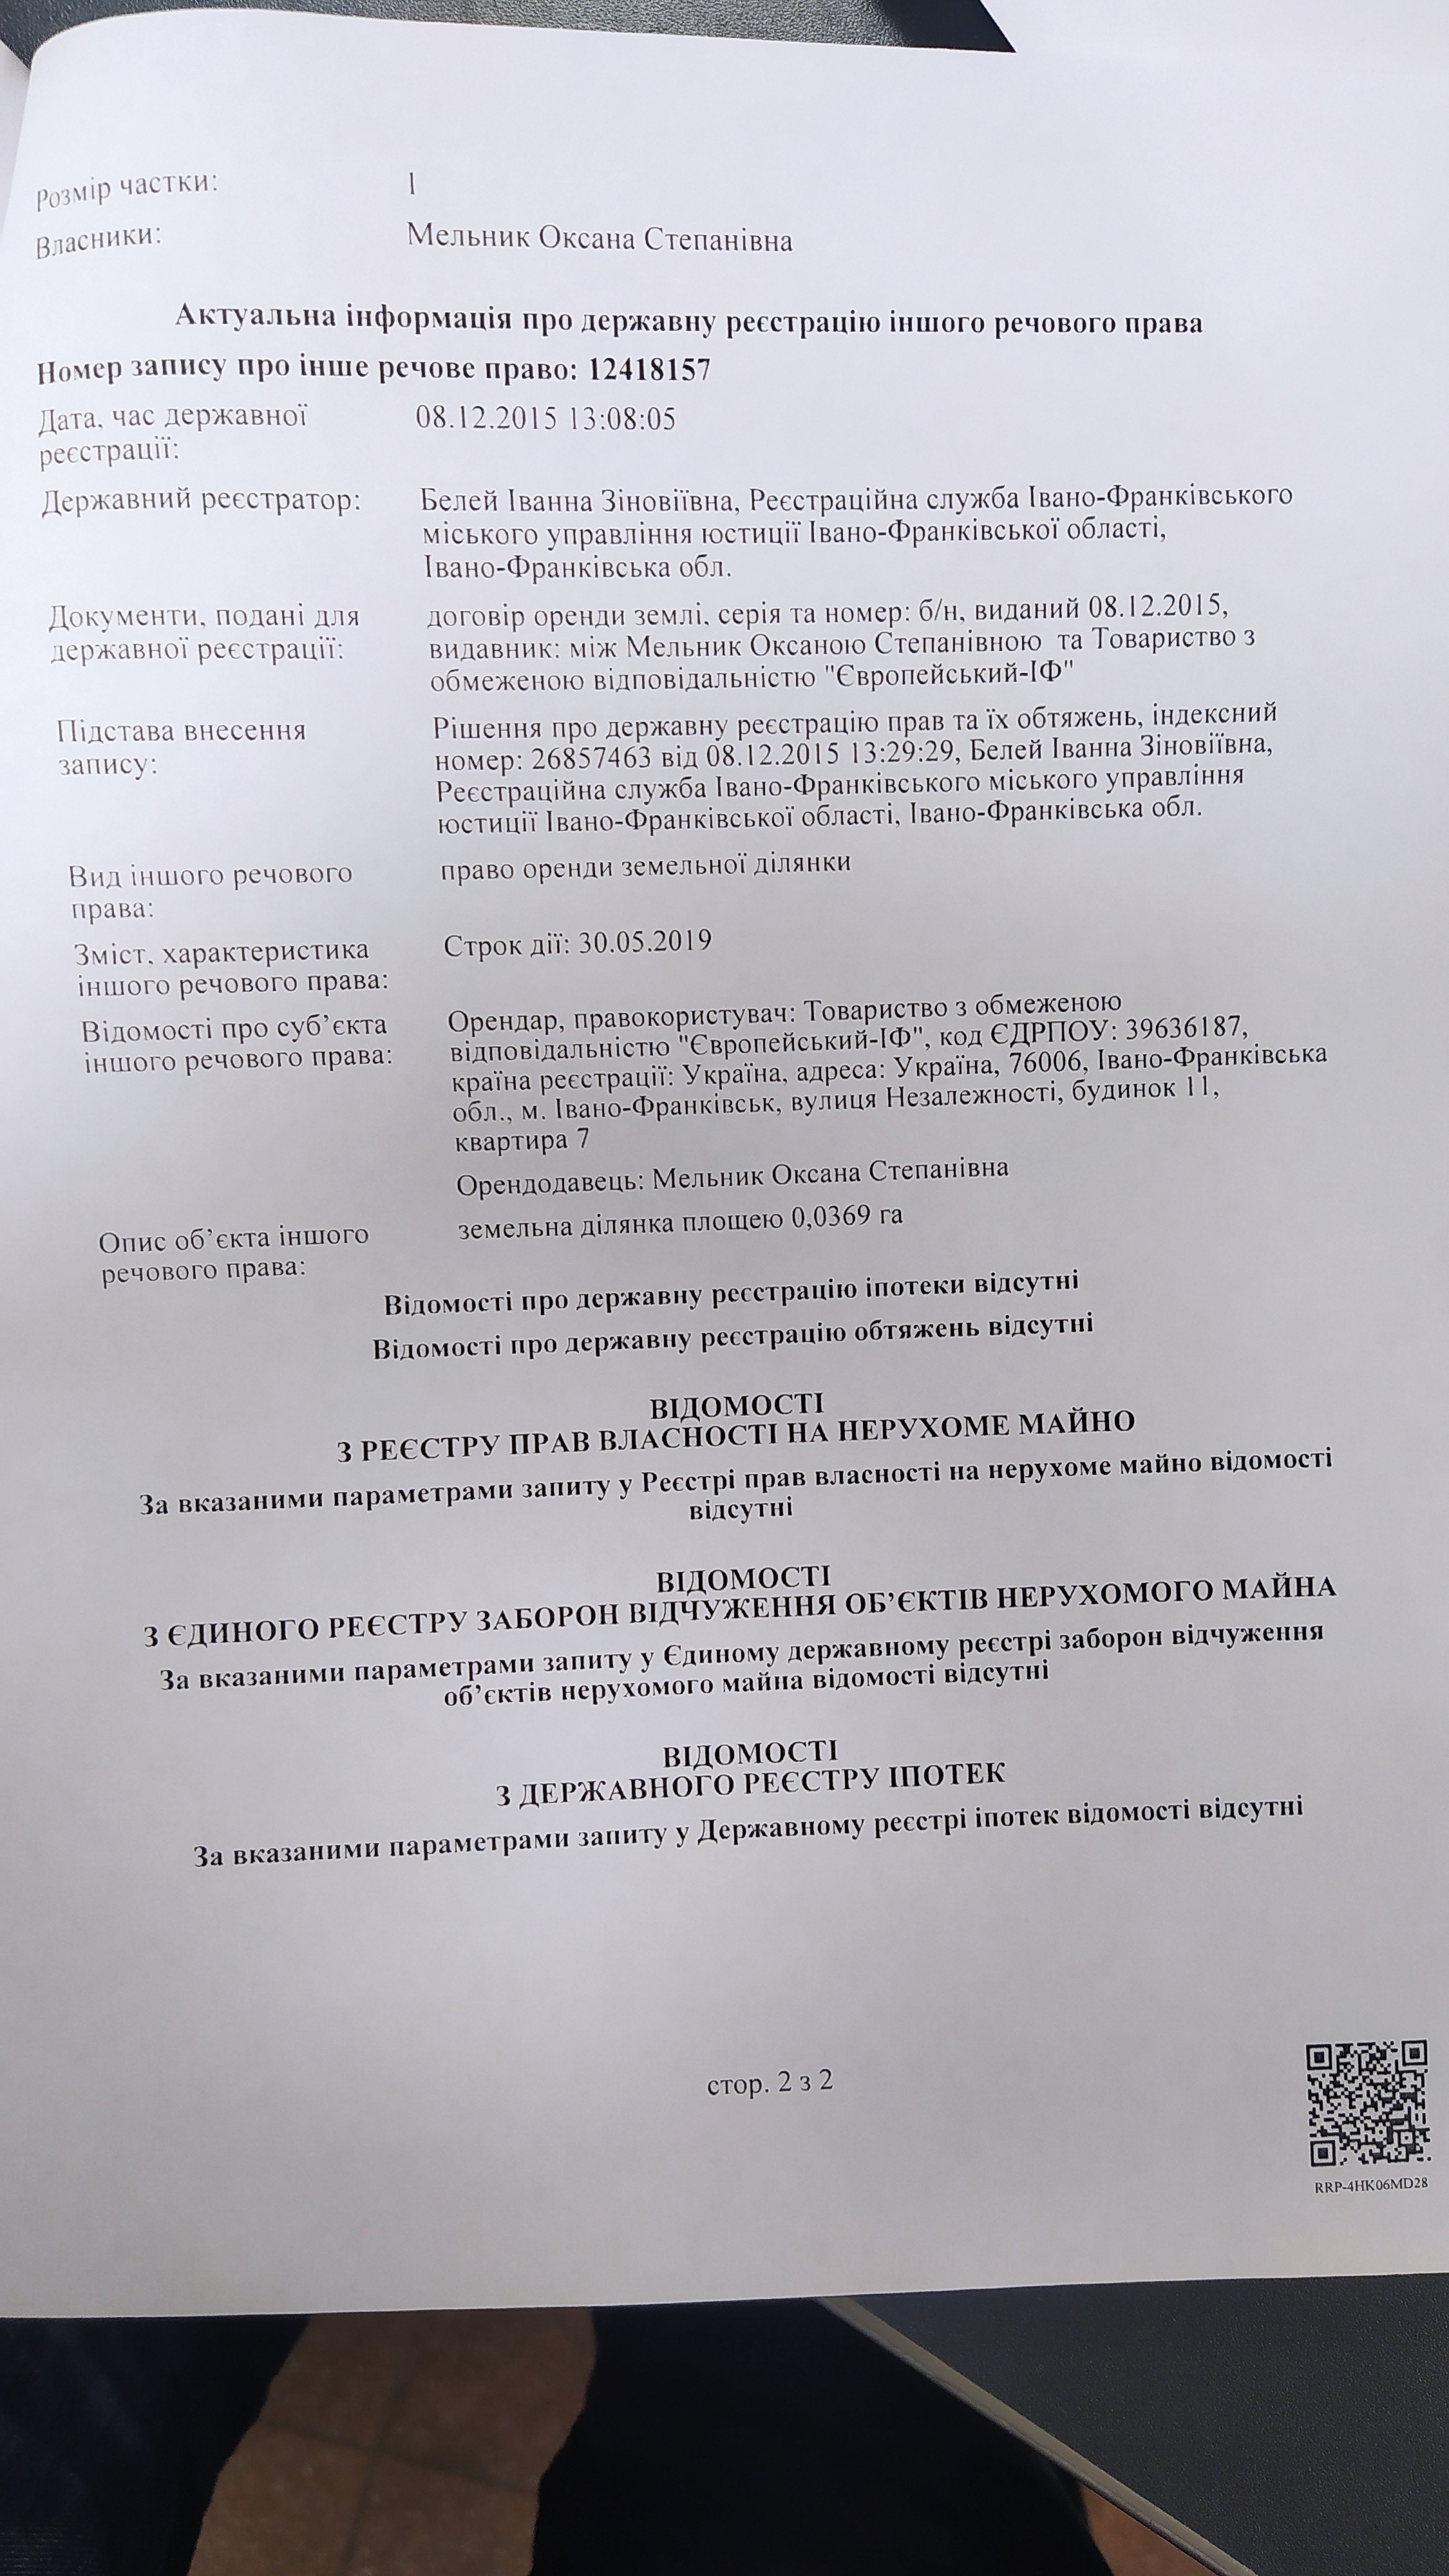 Розмір частки: 1
Власники: Мельник Оксана Степанівна
Актуальна інформація про державну реєстрацію іншого речового права
Номер запису про інше речове право: 12418157
Дата, час державної 08.12.2015 13:08:05
реєстрації:
Державний реєстратор: Белей Іванна Зіновіївна, Реєстраційна служба Івано-Франківського
міського управління юстиції Івано-Франківської області,
Івано-Франківська обл.
Документи, подані для договір оренди землі, серія та номер: б/н, виданий 08.12.2015,
державної реєстрації: видавник: між Мельник Оксаною Степанівною та Товариство з
обмеженою відповідальністю "Європейський-ІФ"
Підстава внесення Рішення про державну реєстрацію прав та їх обтяжень, індексний
запису: номер: 26857463 від 08.12.2015 13:29:29, Белей Іванна Зіновіївна,
Реєстраційна служба Івано-Франківського міського управління
юстиції Івано-Франківської області, Івано-Франківська обл.
Вид іншого речового право оренди земельної ділянки
права:
Зміст, характеристика Строк дії: 30.05.2019
іншого речового права:
Відомості про суб’єкта Орендар, правокористувач: Товариство з обмеженою
іншого речового права: відповідальністю "Європейський-ІФ", код ЄДРПОУ: 39636187,
країна реєстрації: Україна, адреса: Україна, 76006, Івано-Франківська
обл., м. Івано-Франківськ, вулиця Незалежності, будинок 11,
квартира 7
Орендодавець: Мельник Оксана Степанівна
Опис об’єкта іншого земельна ділянка площею 0,0369 га
речового права:
Відомості про державну реєстрацію іпотеки відсутні
Відомості про державну реєстрацію обтяжень відсутні
ВІДОМОСТІ
З РЕЄСТРУ ПРАВ ВЛАСНОСТІ НА НЕРУХОМЕ МАЙНО
За вказаними параметрами запиту у Реєстрі прав власності на нерухоме майно відомості
відсутні
ВІДОМОСТІ
З ЄДИНОГО РЕЄСТРУ ЗАБОРОН ВІДЧУЖЕННЯ ОБ’ЄКТІВ НЕРУХОМОГО МАЙНА
За вказаними параметрами запиту у Єдиному державному реєстрі заборон відчуження
об’єктів нерухомого майна відомості відсутні
ВІДОМОСТІ
З ДЕРЖАВНОГО РЕЄСТРУ ІПОТЕК
За вказаними параметрами запиту у Державному реєстрі іпотек відомості відсутні
стор. 2 з 2
RRP-4HK06MD28